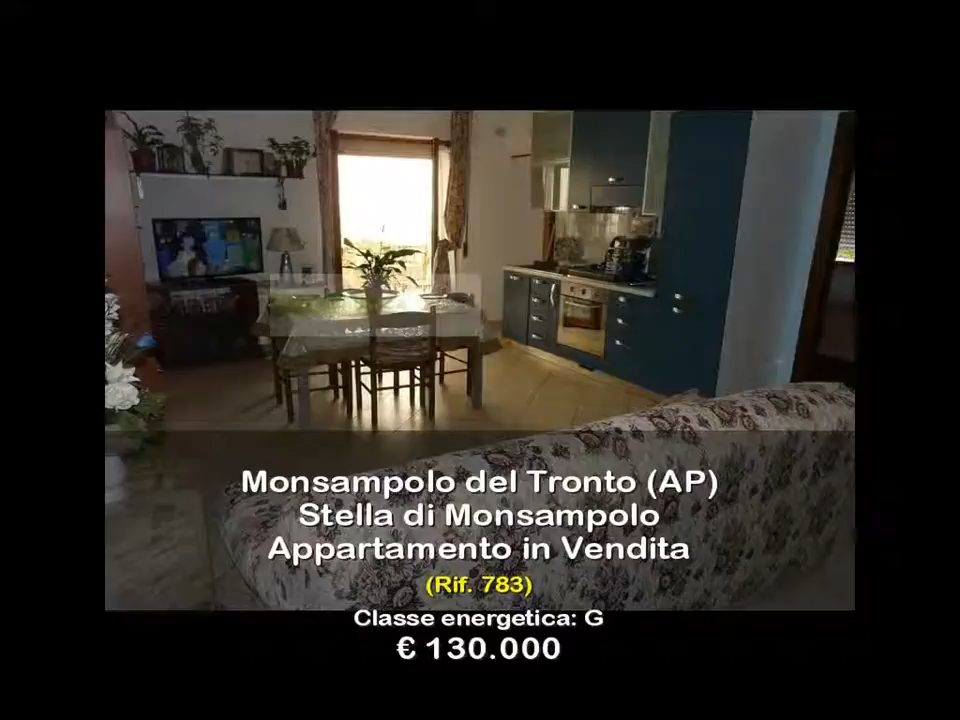 Monsampolo del Tronto (AP)
Stella di Monsampolo
Appartamento in Vendita
(Rif. 783)
Classe energetica: G
€ 130.000